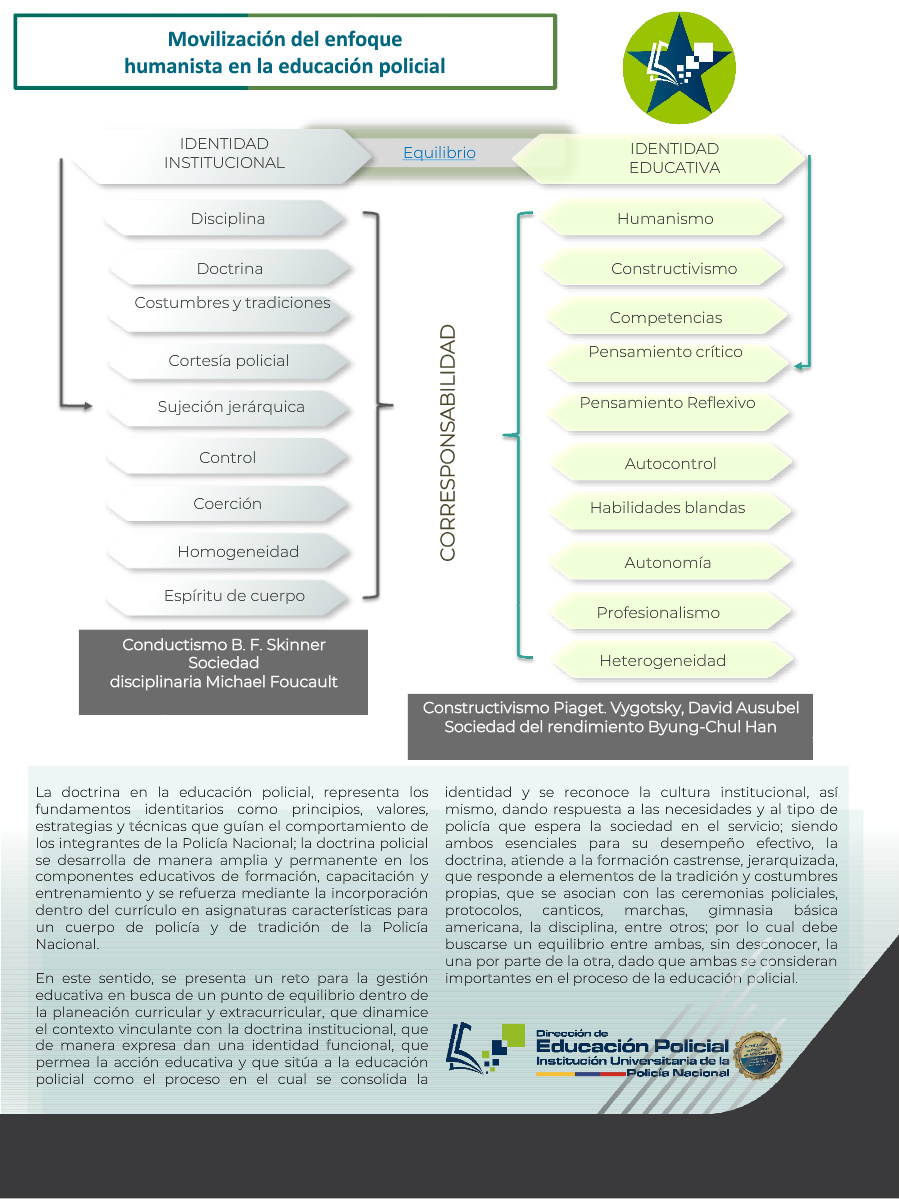 Movilización del enfoque
humanista en la educación policial
IDENTIDAD
INSTITUCIONAL
Equilibrio
IDENTIDAD
EDUCATIVA
Disciplina
Doctrina
Costumbres y tradiciones
Cortesía policial
Sujeción jerárquica
Control
Coerción
Homogeneidad
Espíritu de cuerpo
CORRESPONSABILIDAD
Humanismo
Constructivismo
Competencias
Pensamiento crítico
Pensamiento Reflexivo
Autocontrol
Habilidades blandas
Autonomía
Profesionalismo
Heterogeneidad
Conductismo B. F. Skinner
Sociedad
disciplinaria Michael Foucault
Constructivismo Piaget. Vygotsky, David Ausubel
Sociedad del rendimiento Byung-Chul Han
La doctrina en la educación policial, representa los
fundamentos identitarios como principios, valores,
estrategias y técnicas que guían el comportamiento de
los integrantes de la Policía Nacional; la doctrina policial
se desarrolla de manera amplia y permanente en los
componentes educativos de formación, capacitación y
entrenamiento y se refuerza mediante la incorporación
dentro del currículo en asignaturas características para
un cuerpo de policía y de tradición de la Policía
Nacional.
En este sentido, se presenta un reto para la gestión
educativa en busca de un punto de equilibrio dentro de
la planeación curricular y extracurricular, que dinamice
el contexto vinculante con la doctrina institucional, que
de manera expresa dan una identidad funcional, que
permea la acción educativa y que sitúa a la educación
policial como el proceso en el cual se consolida la
identidad y se reconoce la cultura institucional, así
mismo, dando respuesta a las necesidades y al tipo de
policía que espera la sociedad en el servicio; siendo
ambos esenciales para su desempeño efectivo, la
doctrina, atiende a la formación castrense, jerarquizada,
que responde a elementos de la tradición y costumbres
propias, que se asocian con las ceremonias policiales,
protocolos, canticos, marchas, gimnasia básica
americana, la disciplina, entre otros; por lo cual debe
buscarse un equilibrio entre ambas, sin desconocer, la
una por parte de la otra, dado que ambas se consideran
importantes en el proceso de la educación policial.
Dirección de
Educación Policial
Institución Universitaria de la
Policía Nacional